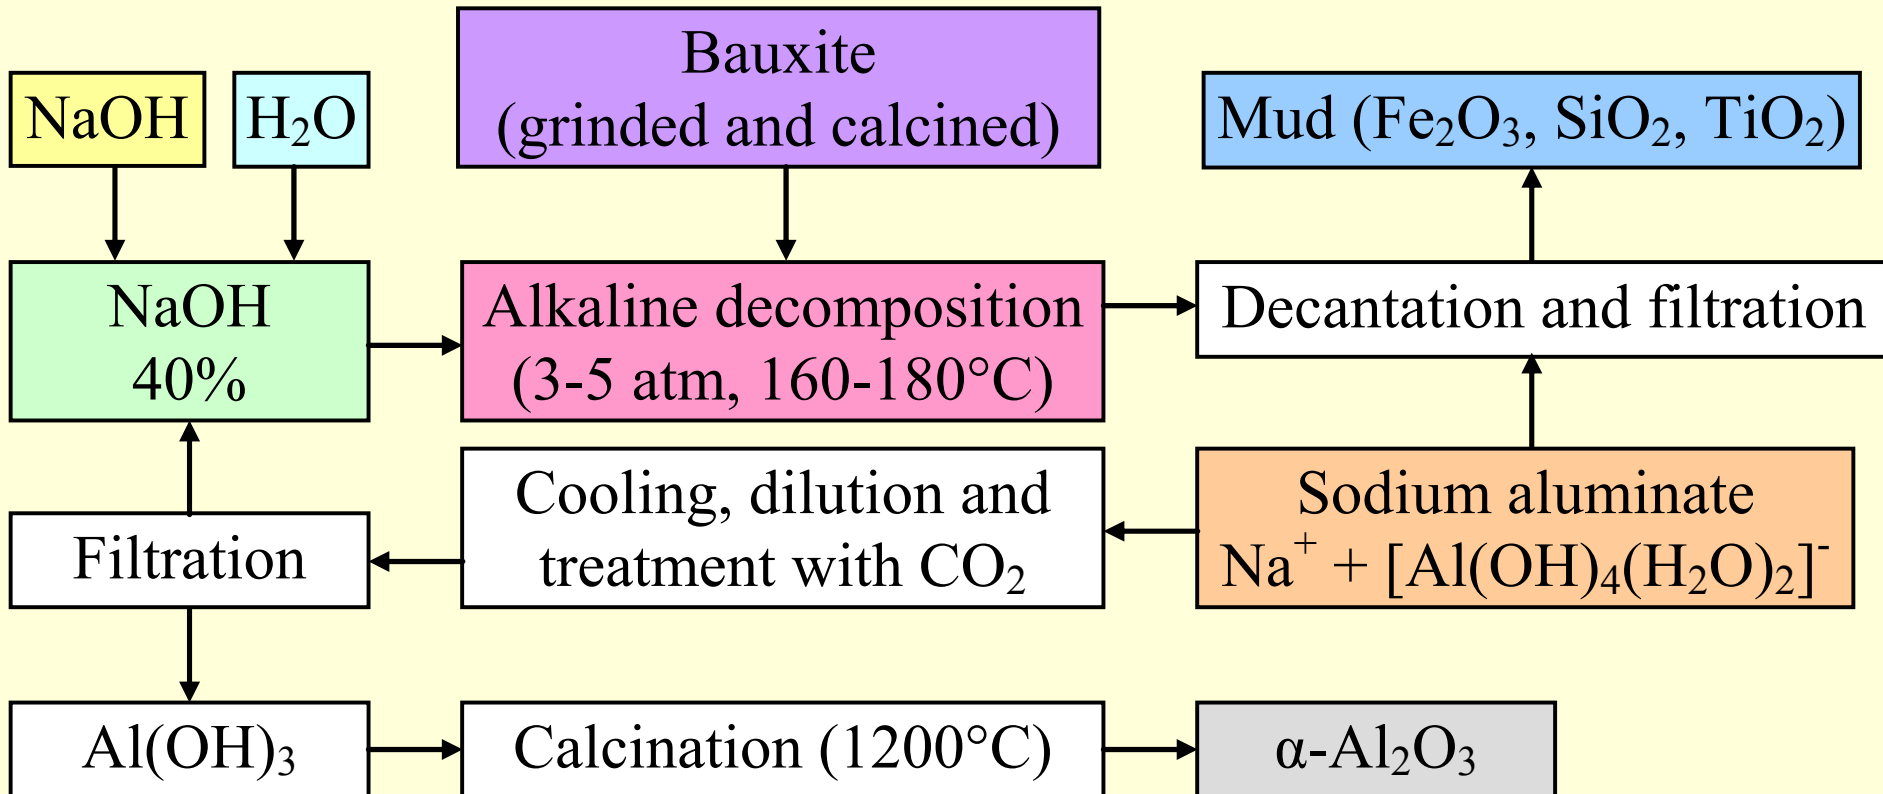 NaOH
H₂O
Bauxite
(grinded and calcined)
Mud (Fe₂O₃, SiO₂, TiO₂)
NaOH
40%
Alkaline decomposition
(3-5 atm, 160-180°C)
Decantation and filtration
Filtration
Cooling, dilution and
treatment with CO₂
Sodium aluminate
Na⁺ + [Al(OH)₄(H₂O)₂]⁻
Al(OH)₃
Calcination (1200°C)
α-Al₂O₃